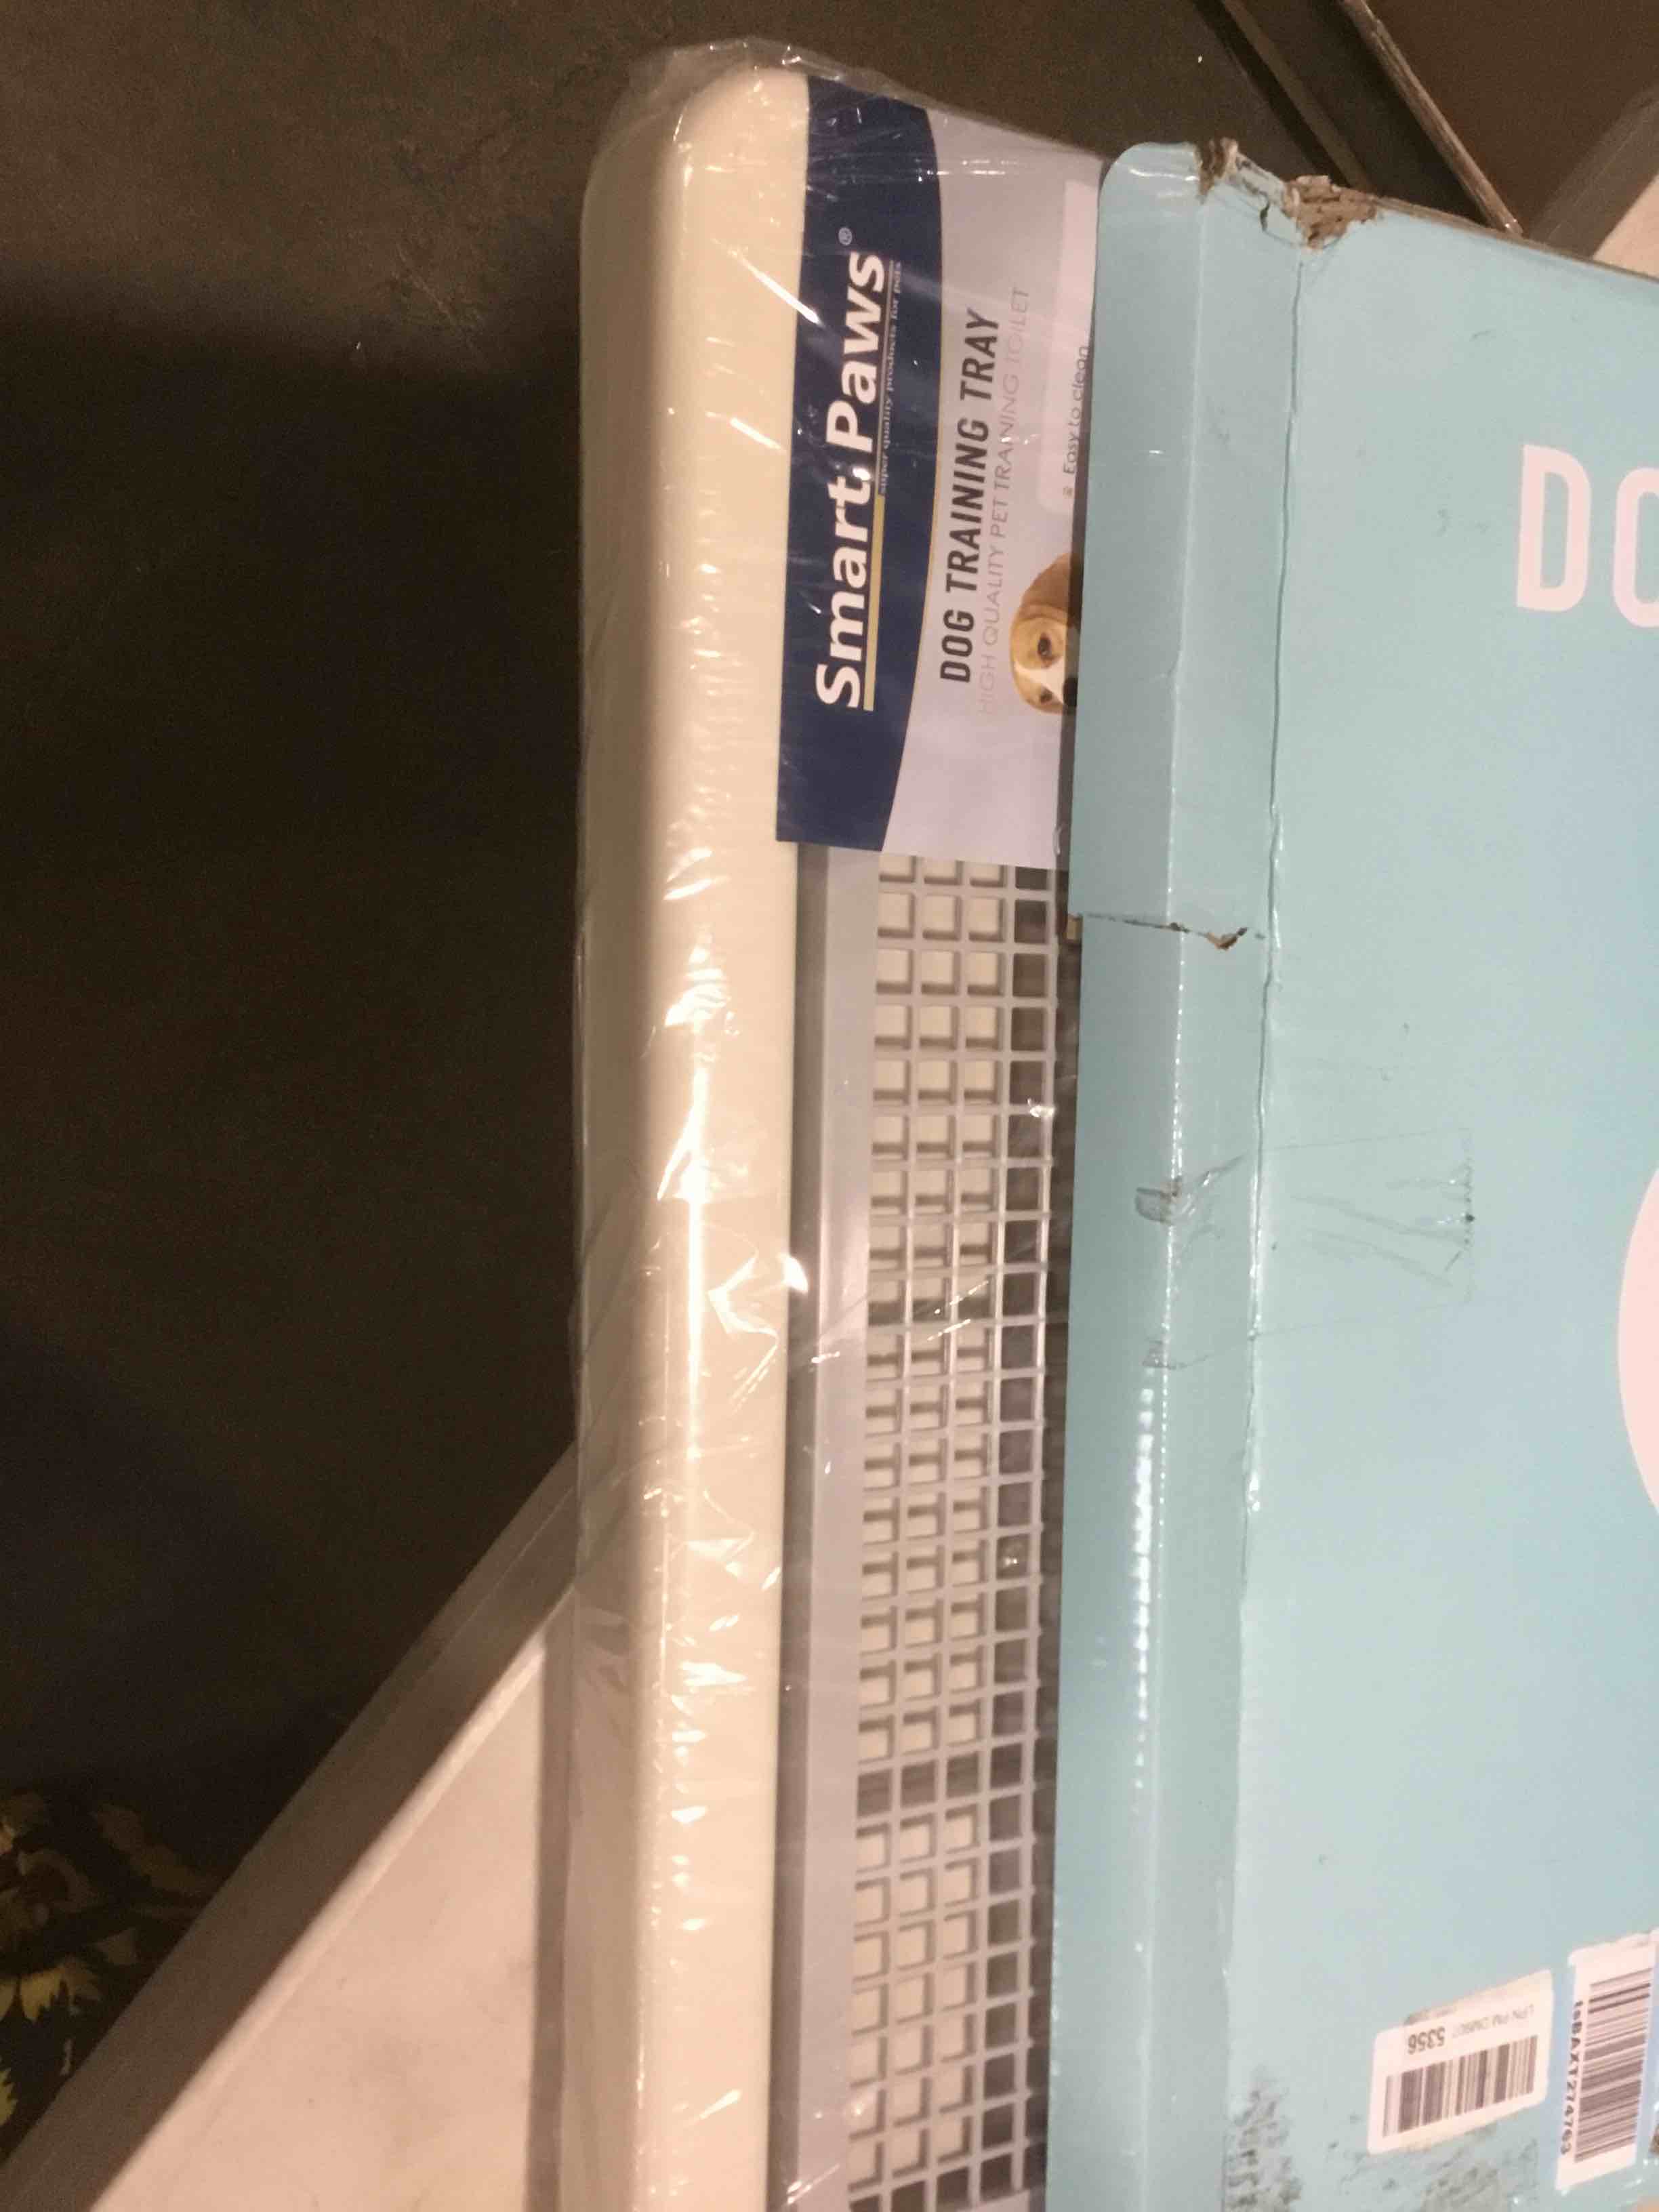 Smart.Paws®
super quality products for pets
DOG TRAINING TRAY
HIGH QUALITY PET TRAINING TOILET
Easy to clean
DO
5356
tsBAXT274763